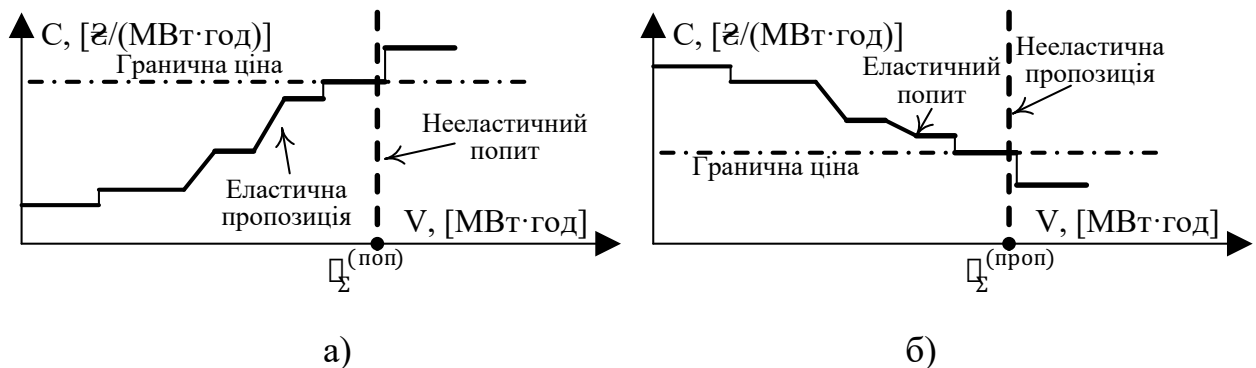 С, [₴/(МВт·год)]
Гранична ціна
Нееластичний
попит
Еластична
пропозиція
V, [МВт·год]
Σ(поп)
а)
С, [₴/(МВт·год)]
Нееластична
пропозиція
Еластичний
попит
Гранична ціна
V, [МВт·год]
Σ(проп)
б)